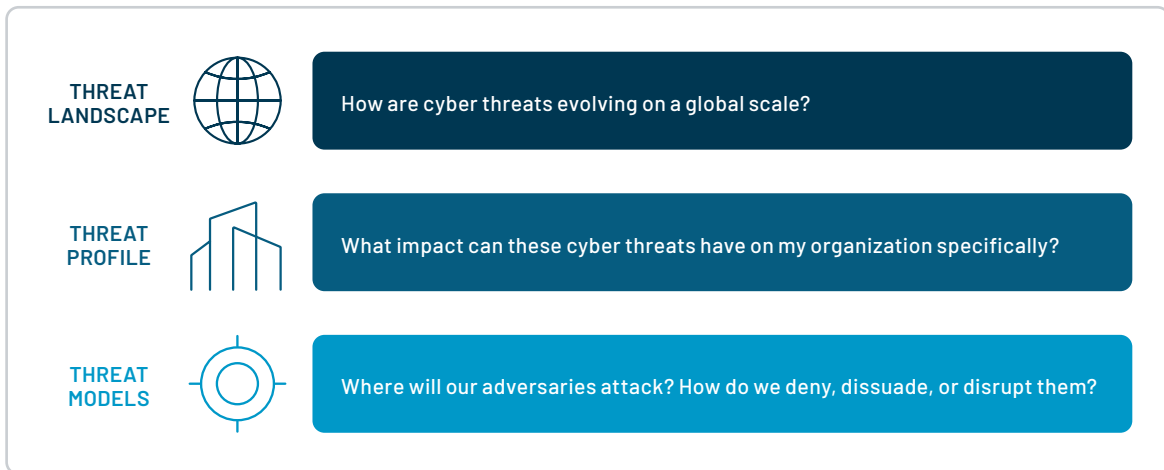 THREAT
LANDSCAPE
How are cyber threats evolving on a global scale?
THREAT
PROFILE
What impact can these cyber threats have on my organization specifically?
THREAT
MODELS
Where will our adversaries attack? How do we deny, dissuade, or disrupt them?